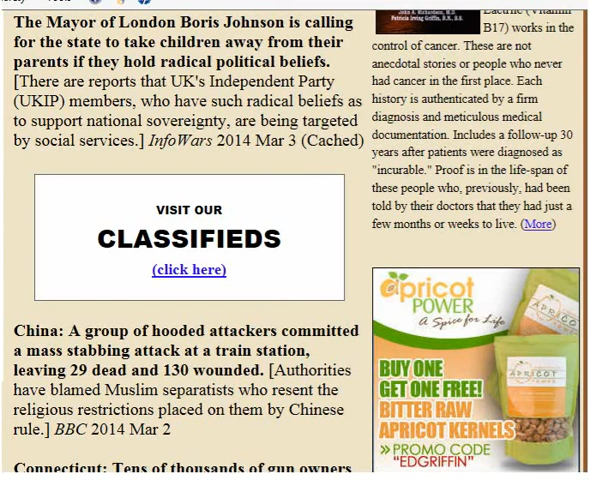 The Mayor of London Boris Johnson is calling
for the state to take children away from their
parents if they hold radical political beliefs.
[There are reports that UK's Independent Party
(UKIP) members, who have such radical beliefs as
to support national sovereignty, are being targeted
by social services.] InfoWars 2014 Mar 3 (Cached)
VISIT OUR
CLASSIFIEDS
(click here)
China: A group of hooded attackers committed
a mass stabbing attack at a train station,
leaving 29 dead and 130 wounded. [Authorities
have blamed Muslim separatists who resent the
religious restrictions placed on them by Chinese
rule.] BBC 2014 Mar 2
Connecticut: Tens of thousands of gun owners
Patricia Irving Griffin, R.N., B.S.
B17) works in the
control of cancer. These are not
anecdotal stories or people who never
had cancer in the first place. Each
history is authenticated by a firm
diagnosis and meticulous medical
documentation. Includes a follow-up 30
years after patients were diagnosed as
"incurable." Proof is in the life-span of
these people who, previously, had been
told by their doctors that they had just a
few months or weeks to live. (More)
apricot
POWER
A Spice for Life
BUY ONE
GET ONE FREE!
BITTER RAW
APRICOT KERNELS
» PROMO CODE
"EDGRIFFIN"
APRICOT